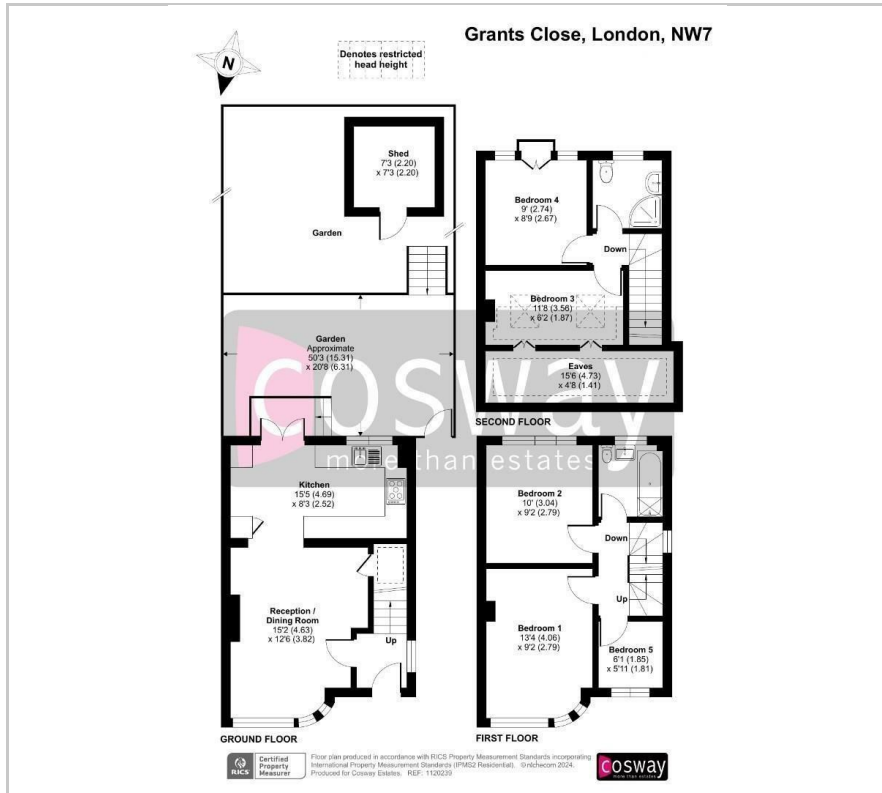 Grants Close, London, NW7
N
Denotes restricted
head height
Shed
7'3 (2.20)
x 7'3 (2.20)
Garden
Garden
Approximate
50'3 (15.31)
x 20'8 (6.31)
Kitchen
15'5 (4.69)
x 8'3 (2.52)
Reception /
Dining Room
15'2 (4.63)
x 12'6 (3.82)
Up
GROUND FLOOR
Bedroom 4
9' (2.74)
x 8'9 (2.67)
Down
Bedroom 3
11'8 (3.56)
x 6'2 (1.87)
Eaves
15'6 (4.73)
x 4'8 (1.41)
SECOND FLOOR
Bedroom 2
10' (3.04)
x 9'2 (2.79)
Down
Up
Bedroom 1
13'4 (4.06)
x 9'2 (2.79)
Bedroom 5
6'1 (1.85)
x 5'11 (1.81)
FIRST FLOOR
cosway
more than estates
RICS
Certified
Property
Measurer
Floor plan produced in accordance with RICS Property Measurement Standards incorporating
International Property Measurement Standards (IPMS2 Residential). © nichecom 2024.
Produced for Cosway Estates. REF: 1120239
cosway
more than estates